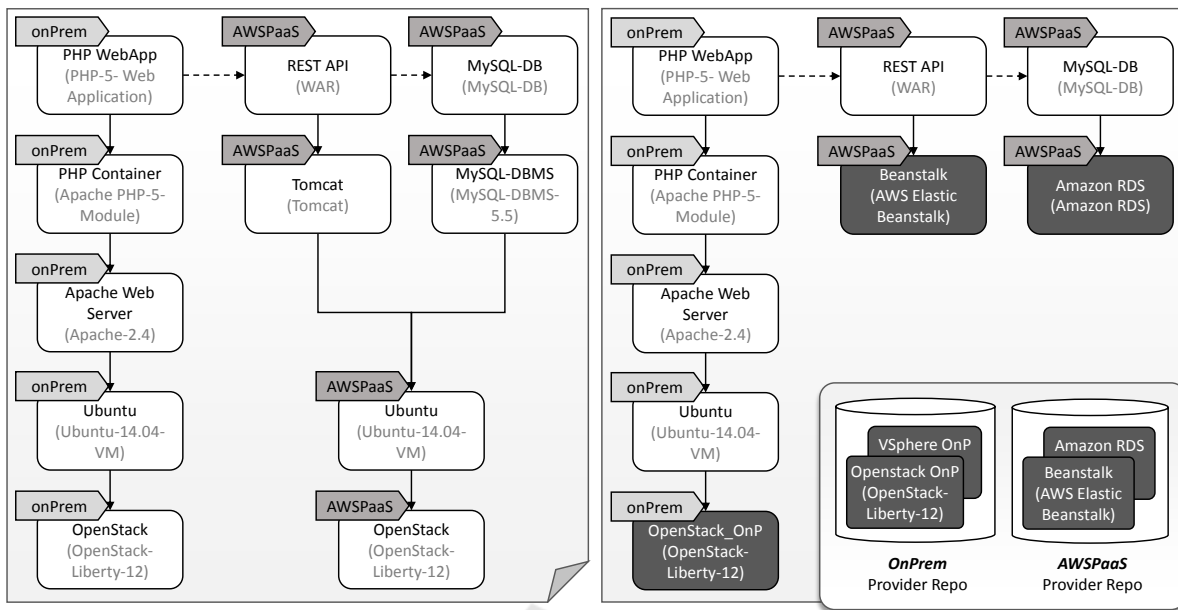 onPrem
PHP WebApp
(PHP-5- Web
Application)
AWSPaaS
REST API
(WAR)
AWSPaaS
MySQL-DB
(MySQL-DB)
onPrem
PHP Container
(Apache PHP-5-
Module)
AWSPaaS
Tomcat
(Tomcat)
AWSPaaS
MySQL-DBMS
(MySQL-DBMS-
5.5)
onPrem
Apache Web
Server
(Apache-2.4)
onPrem
Ubuntu
(Ubuntu-14.04-
VM)
AWSPaaS
Ubuntu
(Ubuntu-14.04-
VM)
onPrem
OpenStack
(OpenStack-
Liberty-12)
AWSPaaS
OpenStack
(OpenStack-
Liberty-12)
onPrem
PHP WebApp
(PHP-5- Web
Application)
AWSPaaS
REST API
(WAR)
AWSPaaS
MySQL-DB
(MySQL-DB)
onPrem
PHP Container
(Apache PHP-5-
Module)
AWSPaaS
Beanstalk
(AWS Elastic
Beanstalk)
AWSPaaS
Amazon RDS
(Amazon RDS)
onPrem
Apache Web
Server
(Apache-2.4)
onPrem
Ubuntu
(Ubuntu-14.04-
VM)
onPrem
OpenStack_OnP
(OpenStack-
Liberty-12)
VSphere OnP
Openstack OnP
(OpenStack-
Liberty-12)
OnPrem
Provider Repo
Amazon RDS
Beanstalk
(AWS Elastic
Beanstalk)
AWSPaaS
Provider Repo